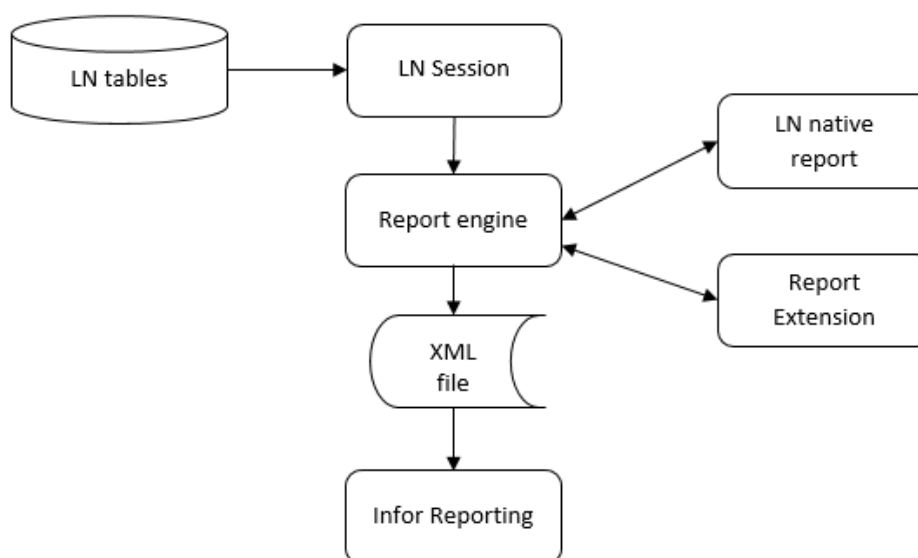 LN tables
LN Session
LN native
report
Report engine
Report
Extension
XML
file
Infor Reporting